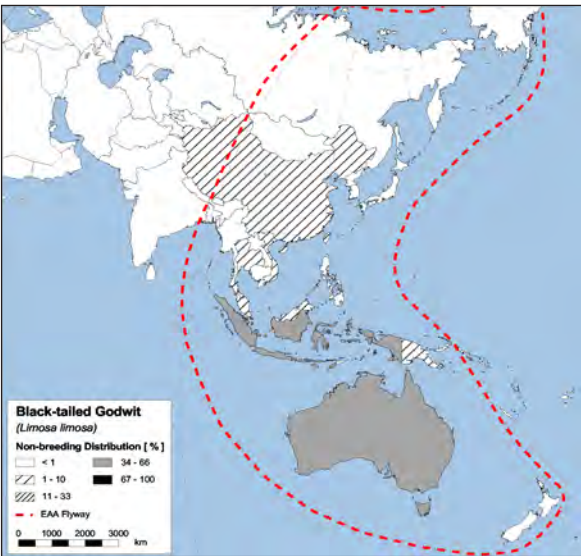 Black-tailed Godwit
(Limosa limosa)
Non-breeding Distribution [ % ]
< 1 34 - 66
1 - 10 67 - 100
11 - 33
EAA Flyway
0 1000 2000 3000
km